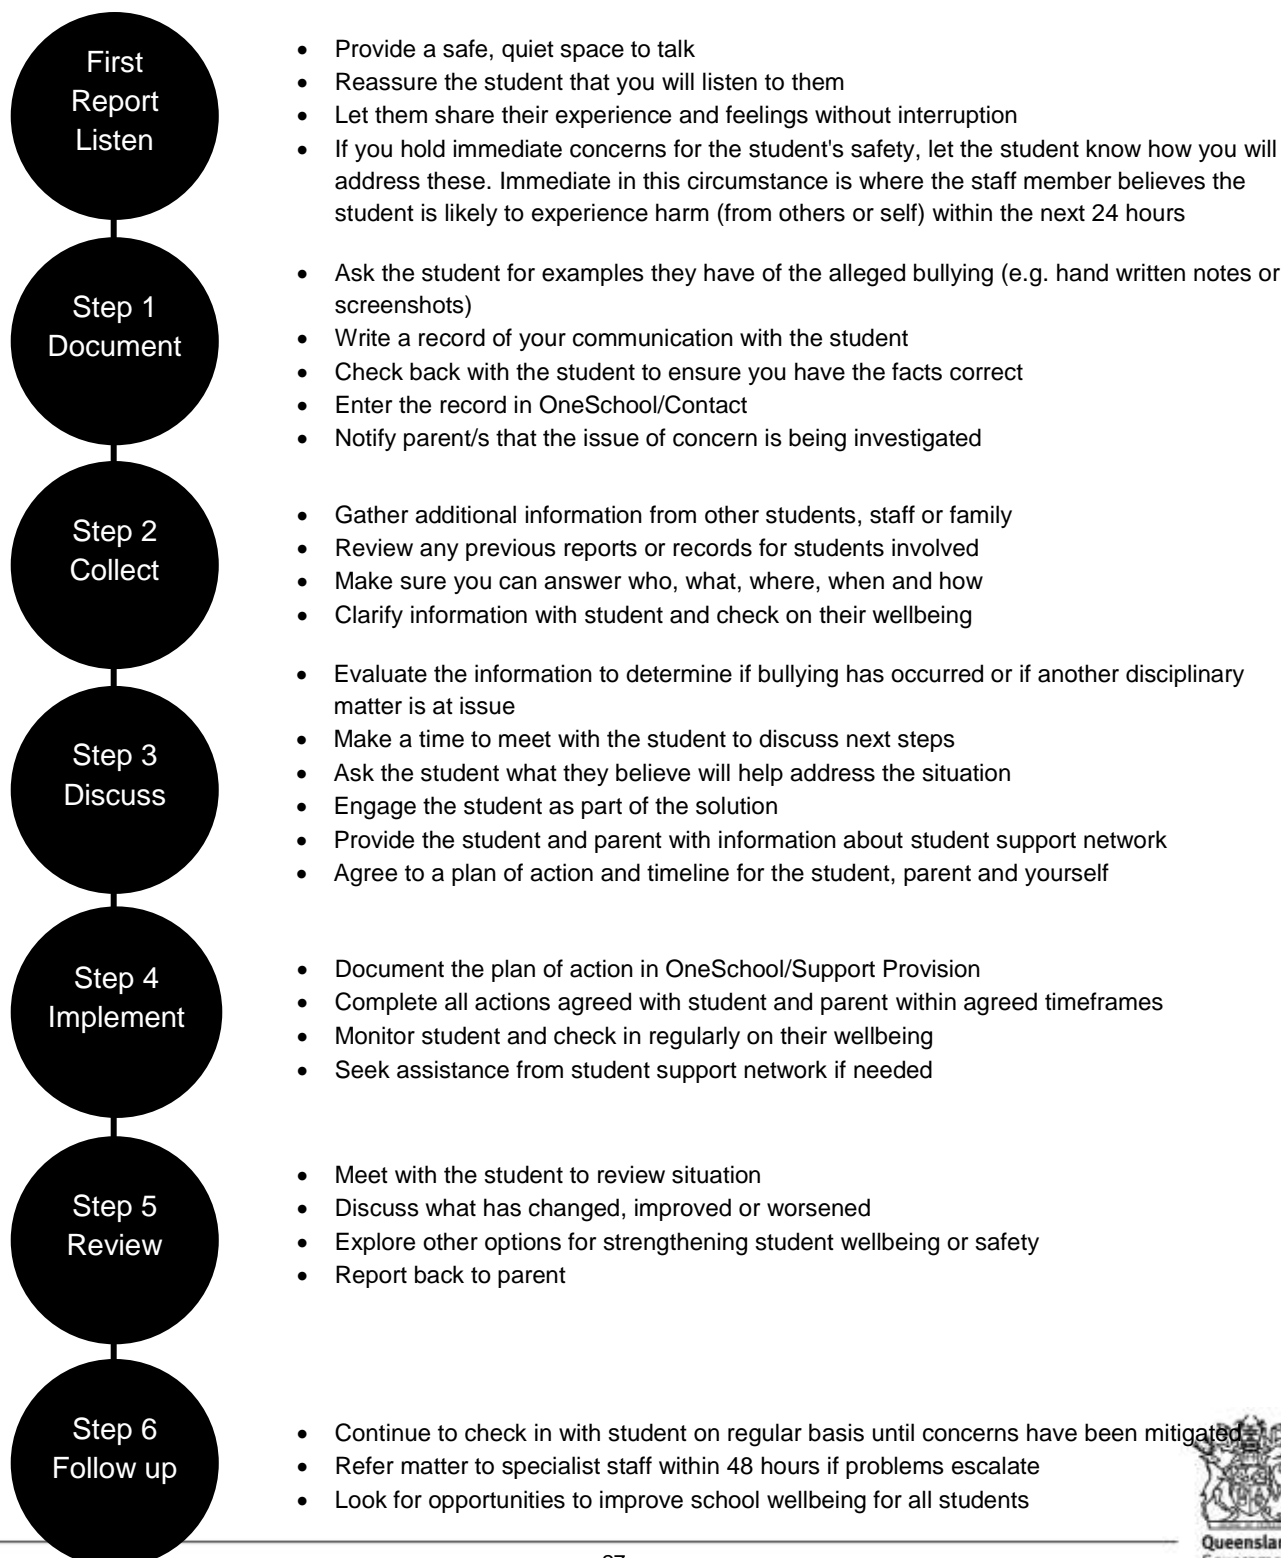 First
Report
Listen
• Provide a safe, quiet space to talk
• Reassure the student that you will listen to them
• Let them share their experience and feelings without interruption
• If you hold immediate concerns for the student's safety, let the student know how you will
address these. Immediate in this circumstance is where the staff member believes the
student is likely to experience harm (from others or self) within the next 24 hours
Step 1
Document
• Ask the student for examples they have of the alleged bullying (e.g. hand written notes or
screenshots)
• Write a record of your communication with the student
• Check back with the student to ensure you have the facts correct
• Enter the record in OneSchool/Contact
• Notify parent/s that the issue of concern is being investigated
Step 2
Collect
• Gather additional information from other students, staff or family
• Review any previous reports or records for students involved
• Make sure you can answer who, what, where, when and how
• Clarify information with student and check on their wellbeing
Step 3
Discuss
• Evaluate the information to determine if bullying has occurred or if another disciplinary
matter is at issue
• Make a time to meet with the student to discuss next steps
• Ask the student what they believe will help address the situation
• Engage the student as part of the solution
• Provide the student and parent with information about student support network
• Agree to a plan of action and timeline for the student, parent and yourself
Step 4
Implement
• Document the plan of action in OneSchool/Support Provision
• Complete all actions agreed with student and parent within agreed timeframes
• Monitor student and check in regularly on their wellbeing
• Seek assistance from student support network if needed
Step 5
Review
• Meet with the student to review situation
• Discuss what has changed, improved or worsened
• Explore other options for strengthening student wellbeing or safety
• Report back to parent
Step 6
Follow up
• Continue to check in with student on regular basis until concerns have been mitigated
• Refer matter to specialist staff within 48 hours if problems escalate
• Look for opportunities to improve school wellbeing for all students